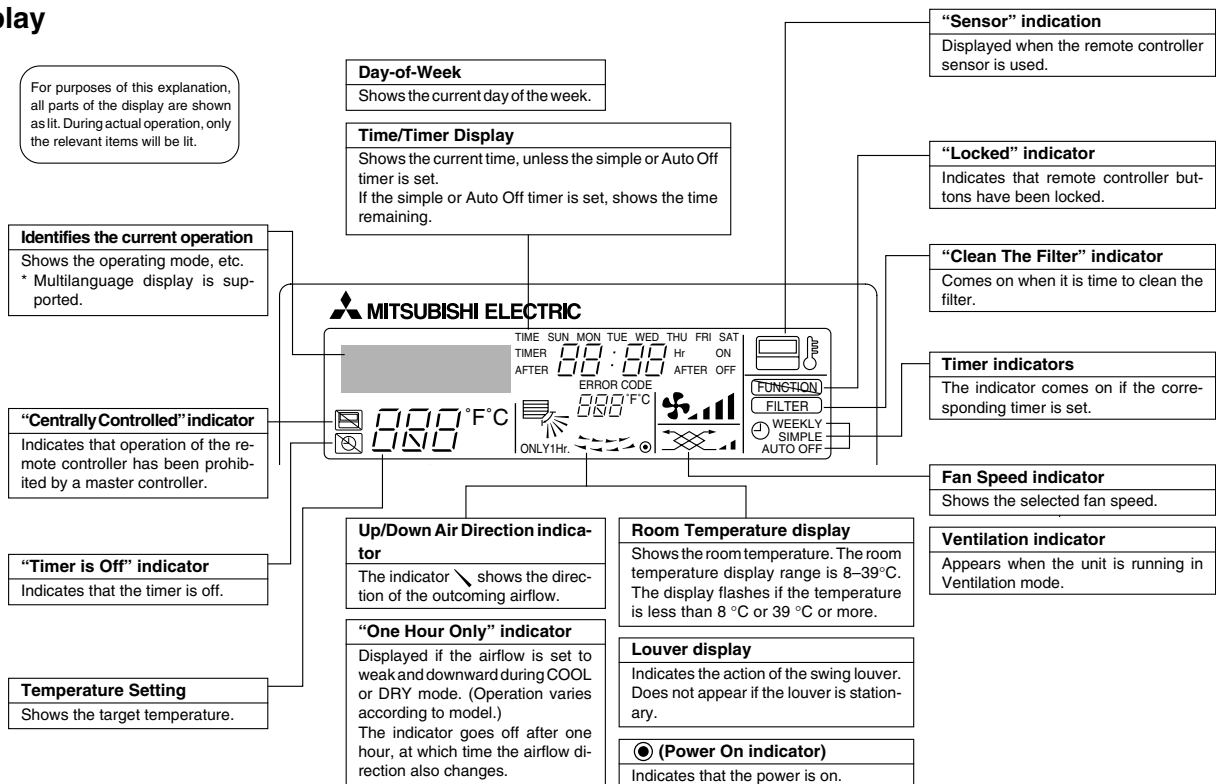 play
For purposes of this explanation,
all parts of the display are shown
as lit. During actual operation, only
the relevant items will be lit.
Identifies the current operation
Shows the operating mode, etc.
* Multilanguage display is sup-
ported.
“Centrally Controlled” indicator
Indicates that operation of the re-
mote controller has been prohib-
ited by a master controller.
“Timer is Off” indicator
Indicates that the timer is off.
Temperature Setting
Shows the target temperature.
Day-of-Week
Shows the current day of the week.
Time/Timer Display
Shows the current time, unless the simple or Auto Off
timer is set.
If the simple or Auto Off timer is set, shows the time
remaining.
MITSUBISHI ELECTRIC
TIME SUN MON TUE WED THU FRI SAT
TIMER 88:88 Hr ON
AFTER AFTER OFF
ERROR CODE
888 °F°C
888 °F°C
ONLY1Hr.
FUNCTION
FILTER
WEEKLY
SIMPLE
AUTO OFF
Up/Down Air Direction indica-
tor
The indicator shows the direc-
tion of the outcoming airflow.
“One Hour Only” indicator
Displayed if the airflow is set to
weak and downward during COOL
or DRY mode. (Operation varies
according to model.)
The indicator goes off after one
hour, at which time the airflow di-
rection also changes.
Room Temperature display
Shows the room temperature. The room
temperature display range is 8–39°C.
The display flashes if the temperature
is less than 8 °C or 39 °C or more.
Louver display
Indicates the action of the swing louver.
Does not appear if the louver is station-
ary.
(Power On indicator)
Indicates that the power is on.
“Sensor” indication
Displayed when the remote controller
sensor is used.
“Locked” indicator
Indicates that remote controller but-
tons have been locked.
“Clean The Filter” indicator
Comes on when it is time to clean the
filter.
Timer indicators
The indicator comes on if the corre-
sponding timer is set.
Fan Speed indicator
Shows the selected fan speed.
Ventilation indicator
Appears when the unit is running in
Ventilation mode.